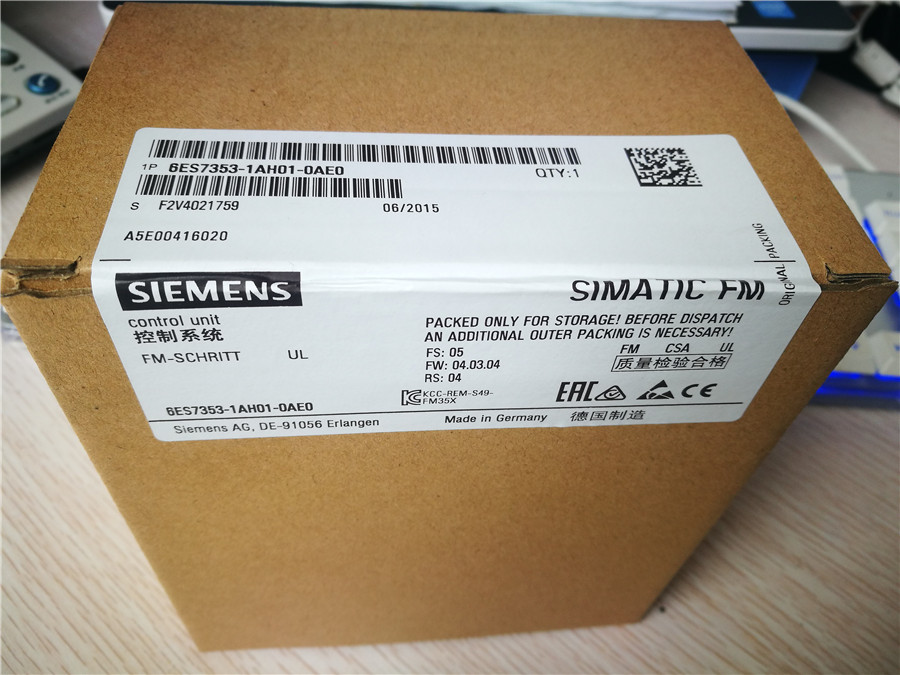 1P 6ES7353-1AH01-0AE0
QTY:1
S F2V4021759
06/2015
A5E00416020
ORIGINAL PACKING
SIEMENS
SIMATIC FM
control unit
控制系统
FM-SCHRITT UL
PACKED ONLY FOR STORAGE! BEFORE DISPATCH
AN ADDITIONAL OUTER PACKING IS NECESSARY!
FS: 05
FW: 04.03.04
RS: 04
FM CSA UL
质量检验合格
KCC-REM-S49-
FM35X
EAC
CE
6ES7353-1AH01-0AE0
Siemens AG, DE-91056 Erlangen
Made in Germany 德国制造